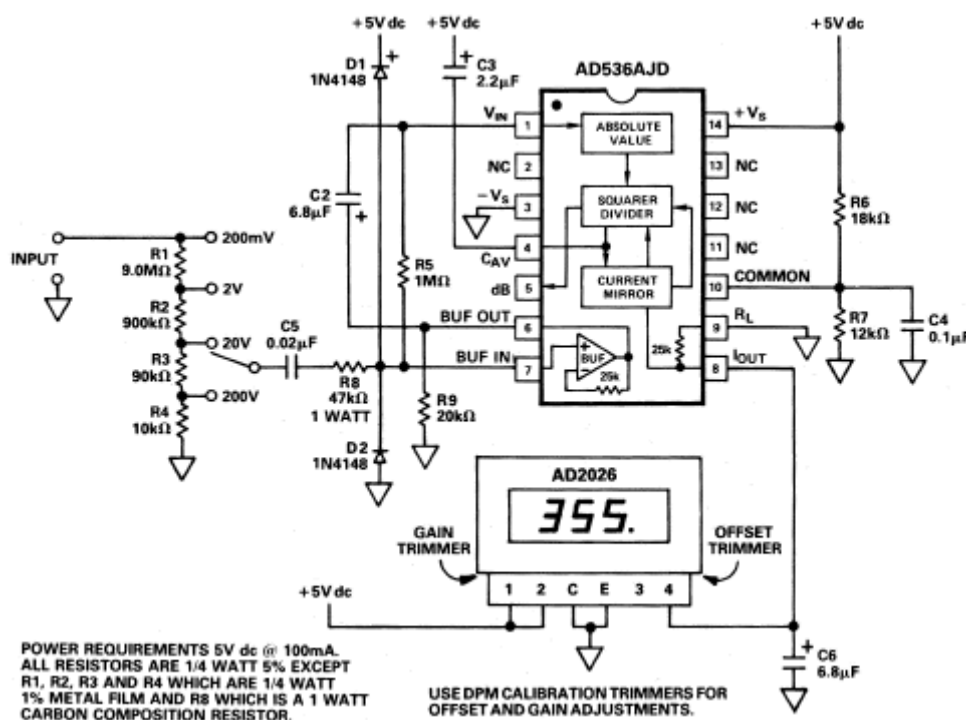 +5V dc
+5V dc
+5V dc
D1
1N4148
C3
2.2μF
AD536AJD
VIN
1
ABSOLUTE
VALUE
14
+VS
NC
2
13
NC
C2
6.8μF
-VS
3
SQUARER
DIVIDER
12
NC
R6
18kΩ
200mV
INPUT
R1
9.0MΩ
4
CAV
11
NC
R5
1MΩ
dB
5
CURRENT
MIRROR
10
COMMON
2V
R2
900kΩ
BUF OUT
6
9
RL
R7
12kΩ
C4
0.1μF
C5
0.02μF
20V
R3
90kΩ
BUF IN
7
BUF
25k
25k
8
IOUT
R8
47kΩ
1 WATT
200V
R4
10kΩ
R9
20kΩ
D2
1N4148
AD2026
355.
GAIN
TRIMMER
OFFSET
TRIMMER
+5V dc
1 2 C E 3 4
C6
6.8μF
POWER REQUIREMENTS 5V dc @ 100mA.
ALL RESISTORS ARE 1/4 WATT 5% EXCEPT
R1, R2, R3 AND R4 WHICH ARE 1/4 WATT
1% METAL FILM AND R8 WHICH IS A 1 WATT
CARBON COMPOSITION RESISTOR.
USE DPM CALIBRATION TRIMMERS FOR
OFFSET AND GAIN ADJUSTMENTS.